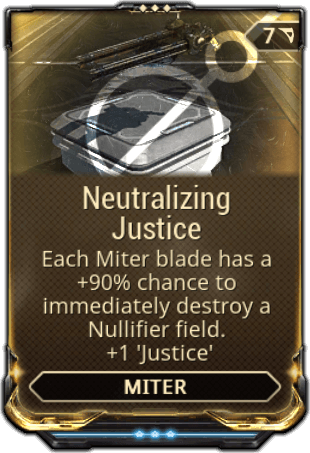 7
Neutralizing
Justice
Each Miter blade has a
+90% chance to
immediately destroy a
Nullifier field.
+1 'Justice'
MITER